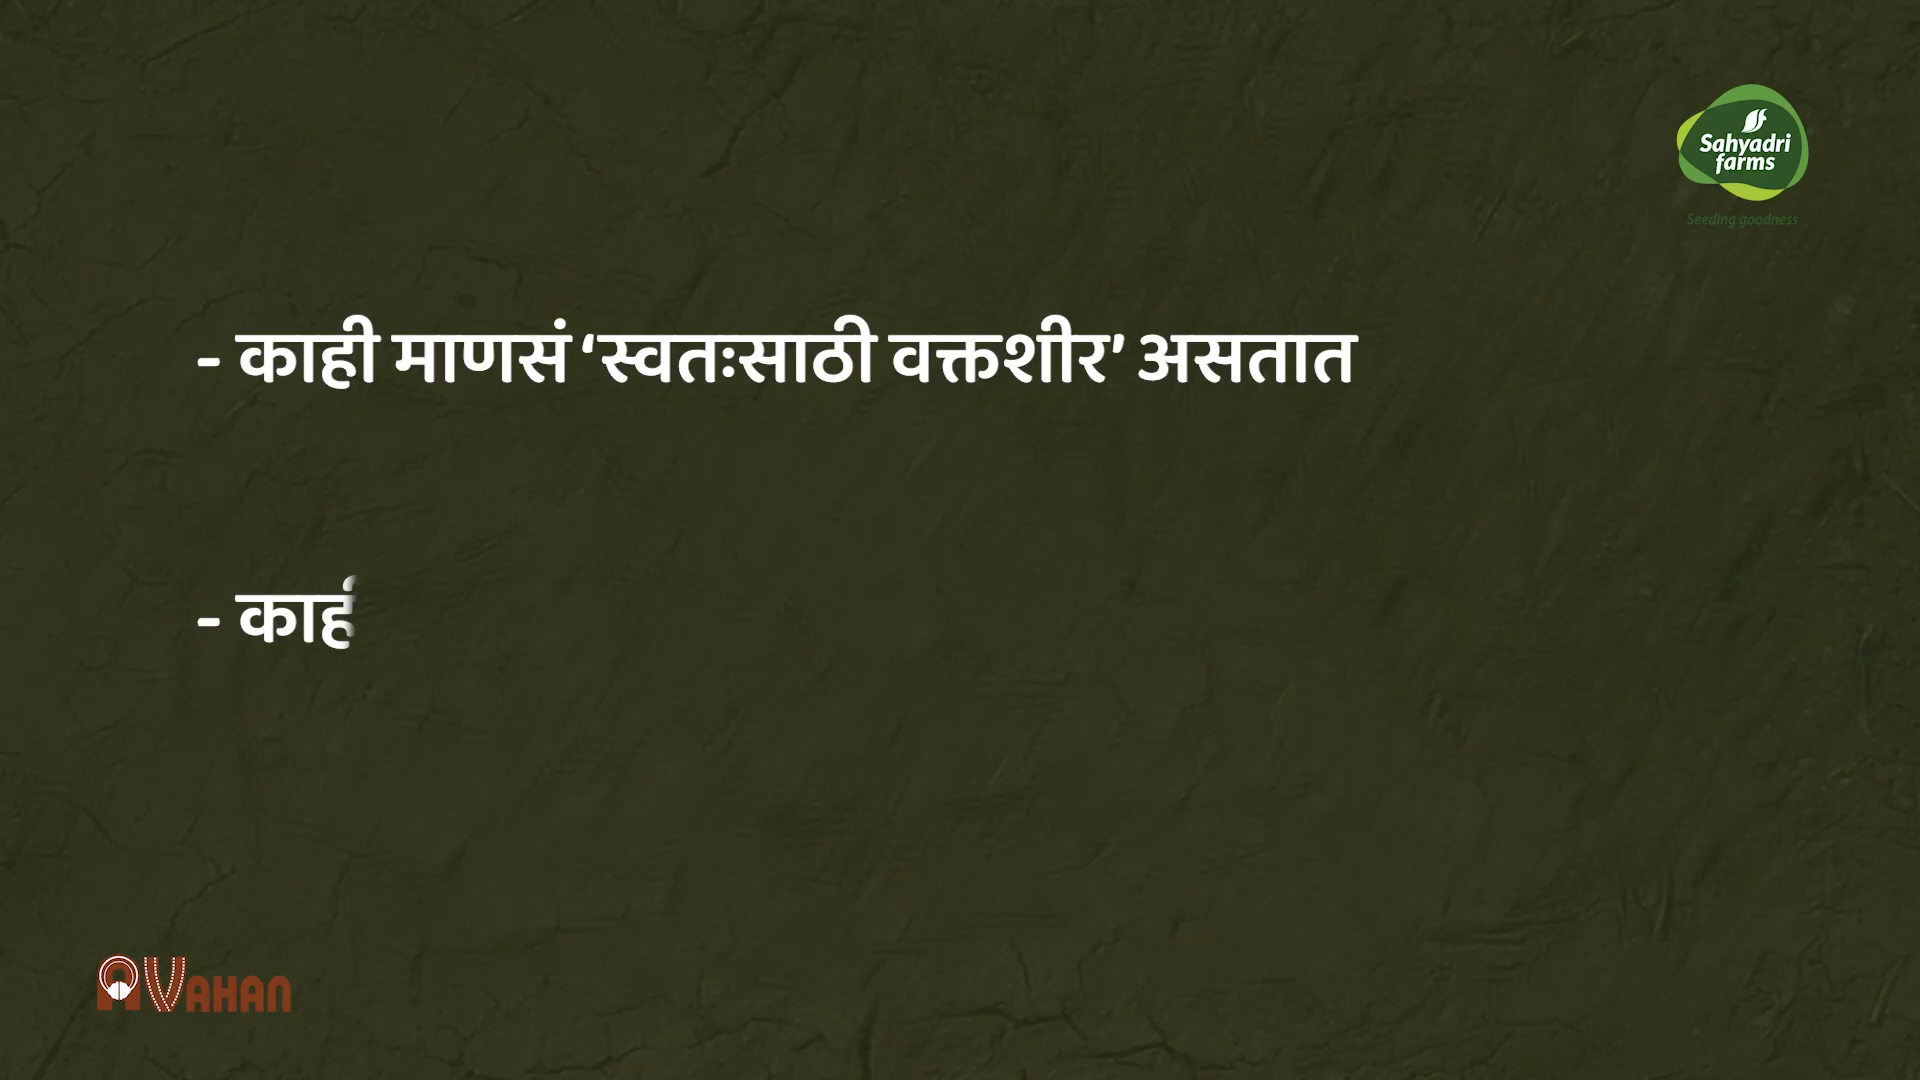 Sahyadri
farms
Seeding goodness
- काही माणसं ‘स्वतःसाठी वक्तशीर’ असतात
-
AVAHAN